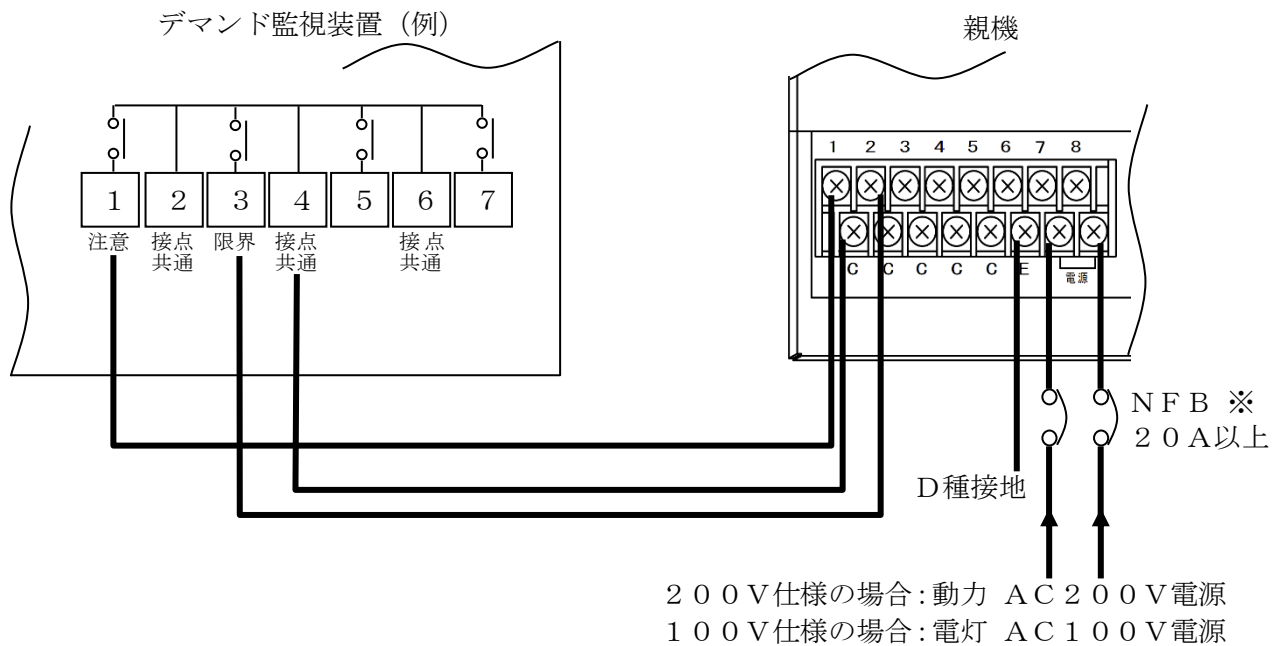 デマンド監視装置（例）
親機
1 2 3 4 5 6 7 8
１ ２ ３ ４ ５ ６ ７
注意 接点共通 限界 接点共通 接点共通
C C C C C E 電源
ＮＦＢ ※
２０A以上
Ｄ種接地
２００Ｖ仕様の場合：動力 ＡＣ２００Ｖ電源
１００Ｖ仕様の場合：電灯 ＡＣ１００Ｖ電源